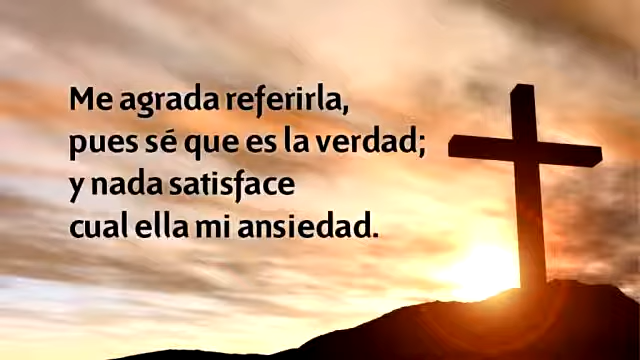 Me agrada referirla,
pues sé que es la verdad;
y nada satisface
cual ella mi ansiedad.